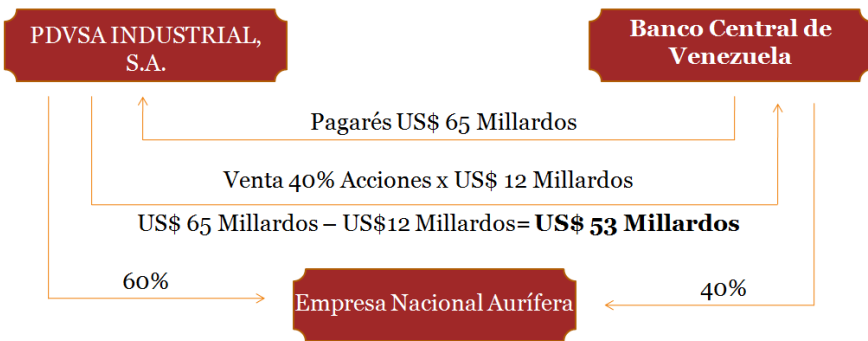 PDVSA INDUSTRIAL,
S.A.
Banco Central de
Venezuela
Pagarés US$ 65 Millardos
Venta 40% Acciones x US$ 12 Millardos
US$ 65 Millardos – US$12 Millardos= US$ 53 Millardos
60%
Empresa Nacional Aurífera
40%